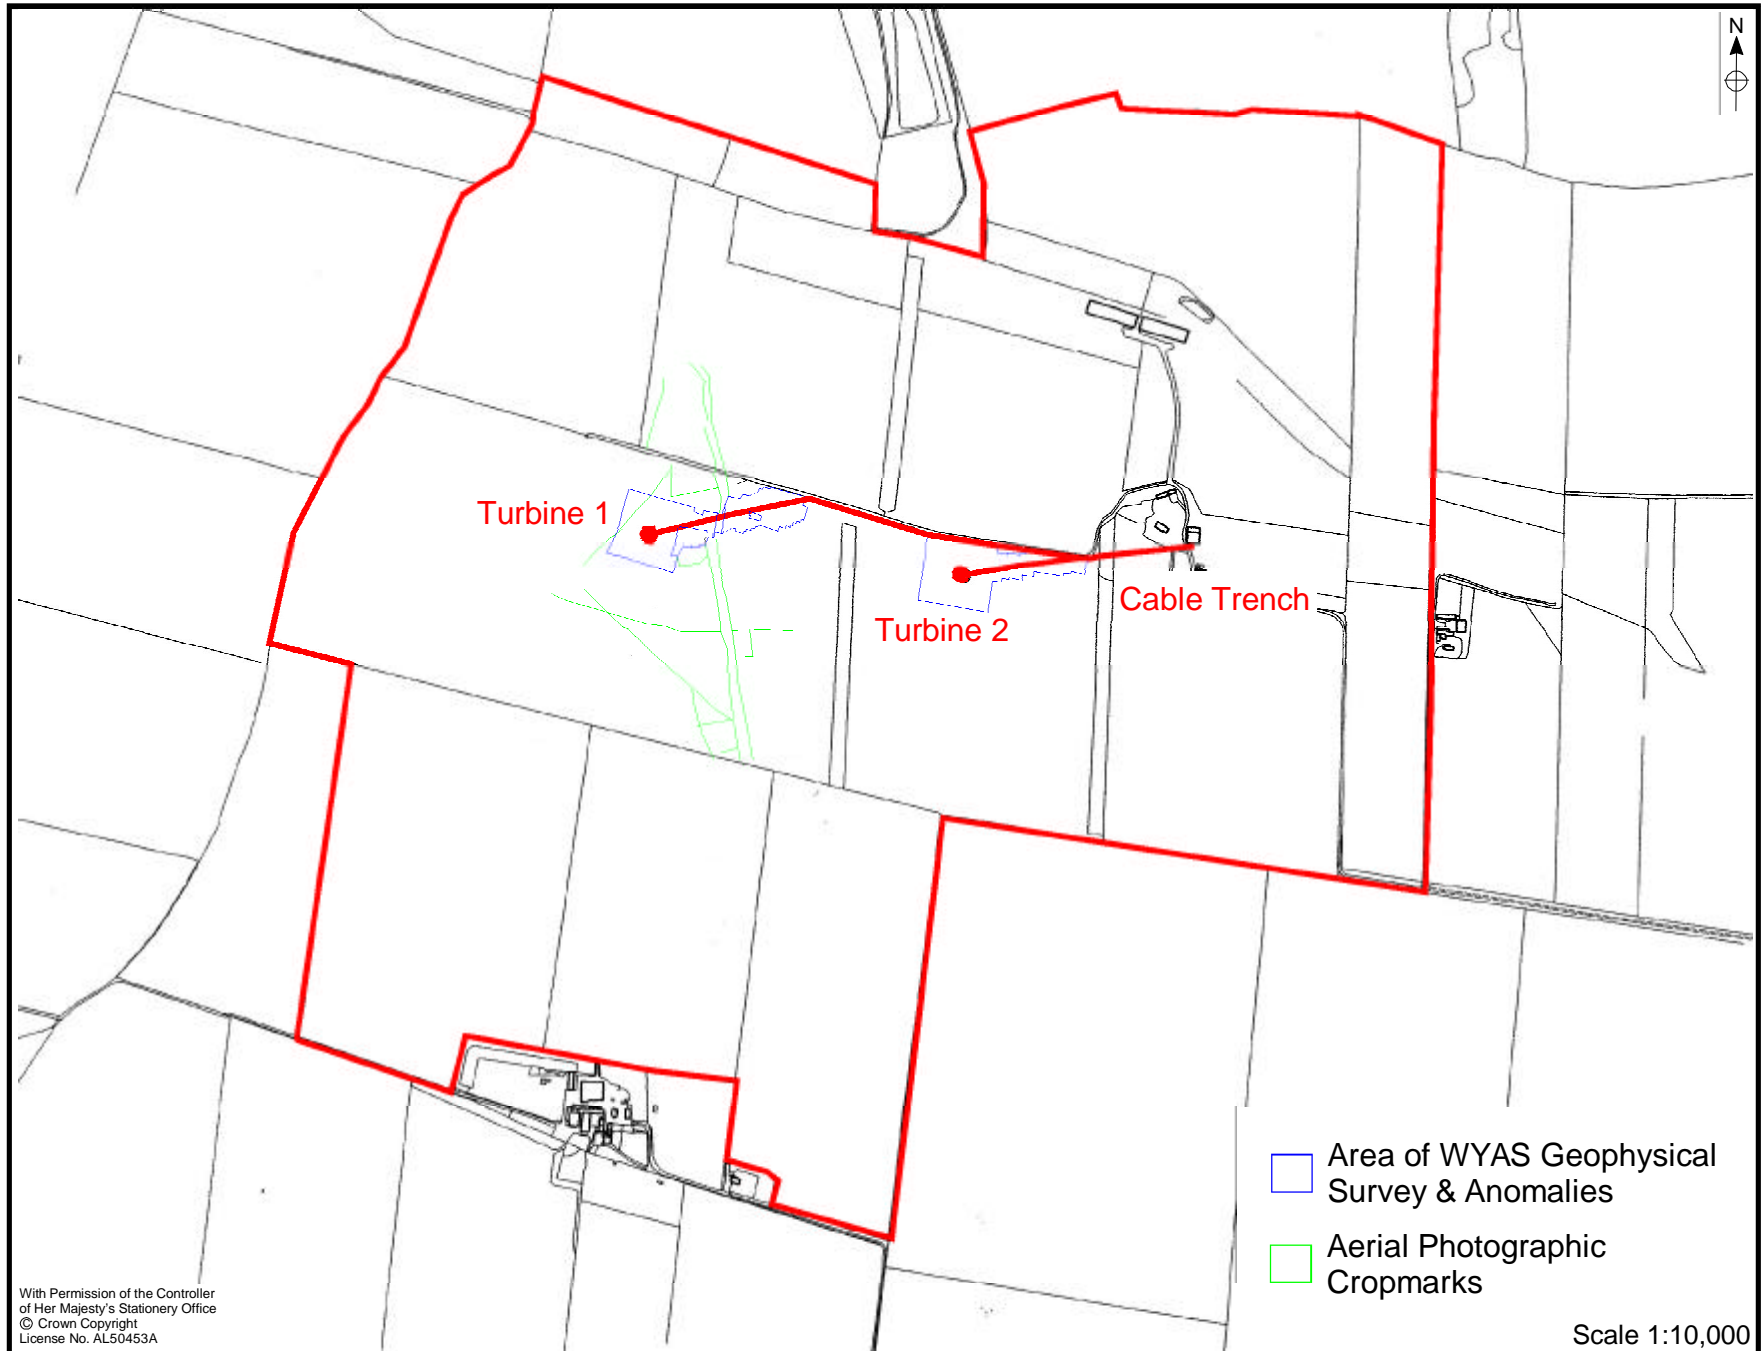 N
Turbine 1
Turbine 2
Cable Trench
Area of WYAS Geophysical
Survey & Anomalies
Aerial Photographic
Cropmarks
With Permission of the Controller
of Her Majesty's Stationery Office
© Crown Copyright
License No. AL50453A
Scale 1:10,000